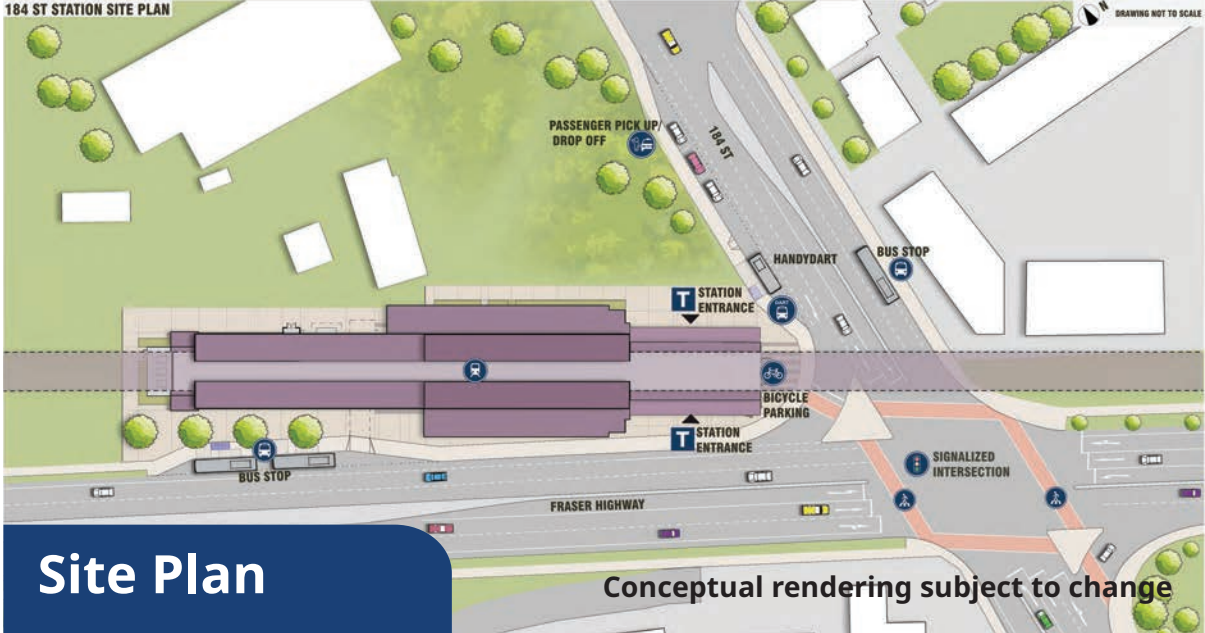 184 ST STATION SITE PLAN
N
DRAWING NOT TO SCALE
PASSENGER PICK UP/
DROP OFF
184 ST
HANDYDART
BUS STOP
T STATION
ENTRANCE
DART
BICYCLE
PARKING
T STATION
ENTRANCE
SIGNALIZED
INTERSECTION
BUS STOP
FRASER HIGHWAY
Site Plan
Conceptual rendering subject to change